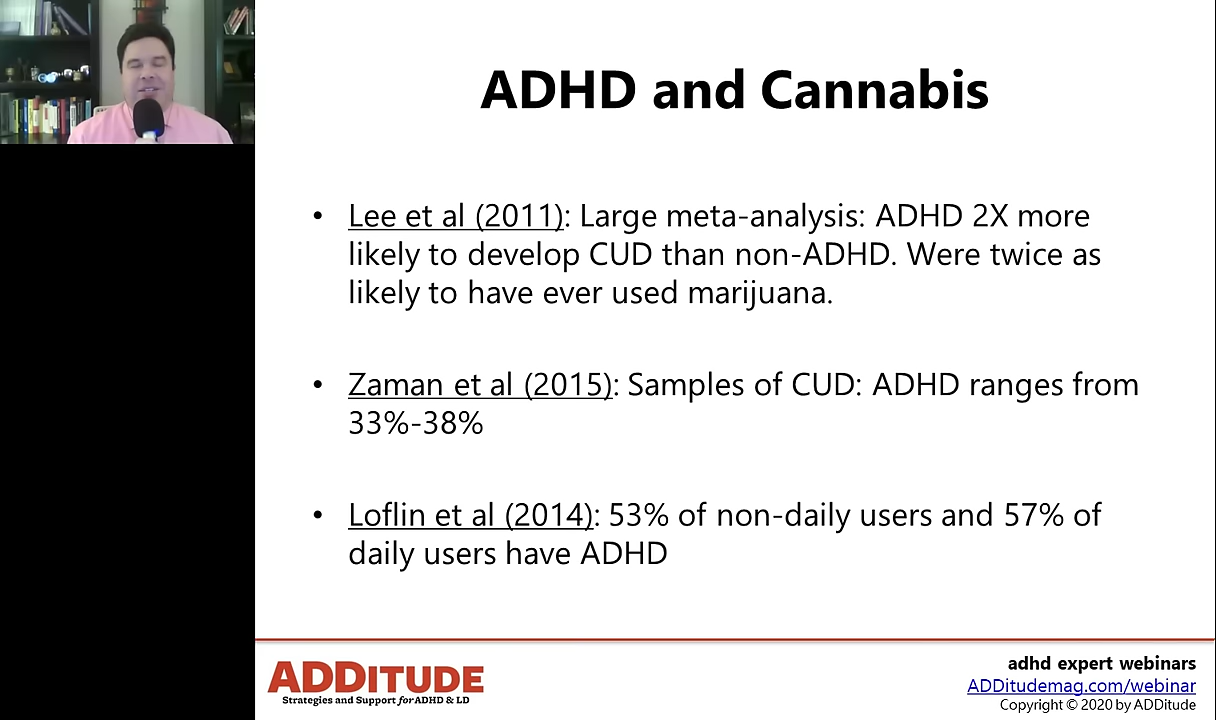 ADHD and Cannabis
• Lee et al (2011): Large meta-analysis: ADHD 2X more
likely to develop CUD than non-ADHD. Were twice as
likely to have ever used marijuana.
• Zaman et al (2015): Samples of CUD: ADHD ranges from
33%-38%
• Loflin et al (2014): 53% of non-daily users and 57% of
daily users have ADHD
ADDITUDE
Strategies and Support for ADHD & LD
adhd expert webinars
ADDitudemag.com/webinar
Copyright © 2020 by ADDitude